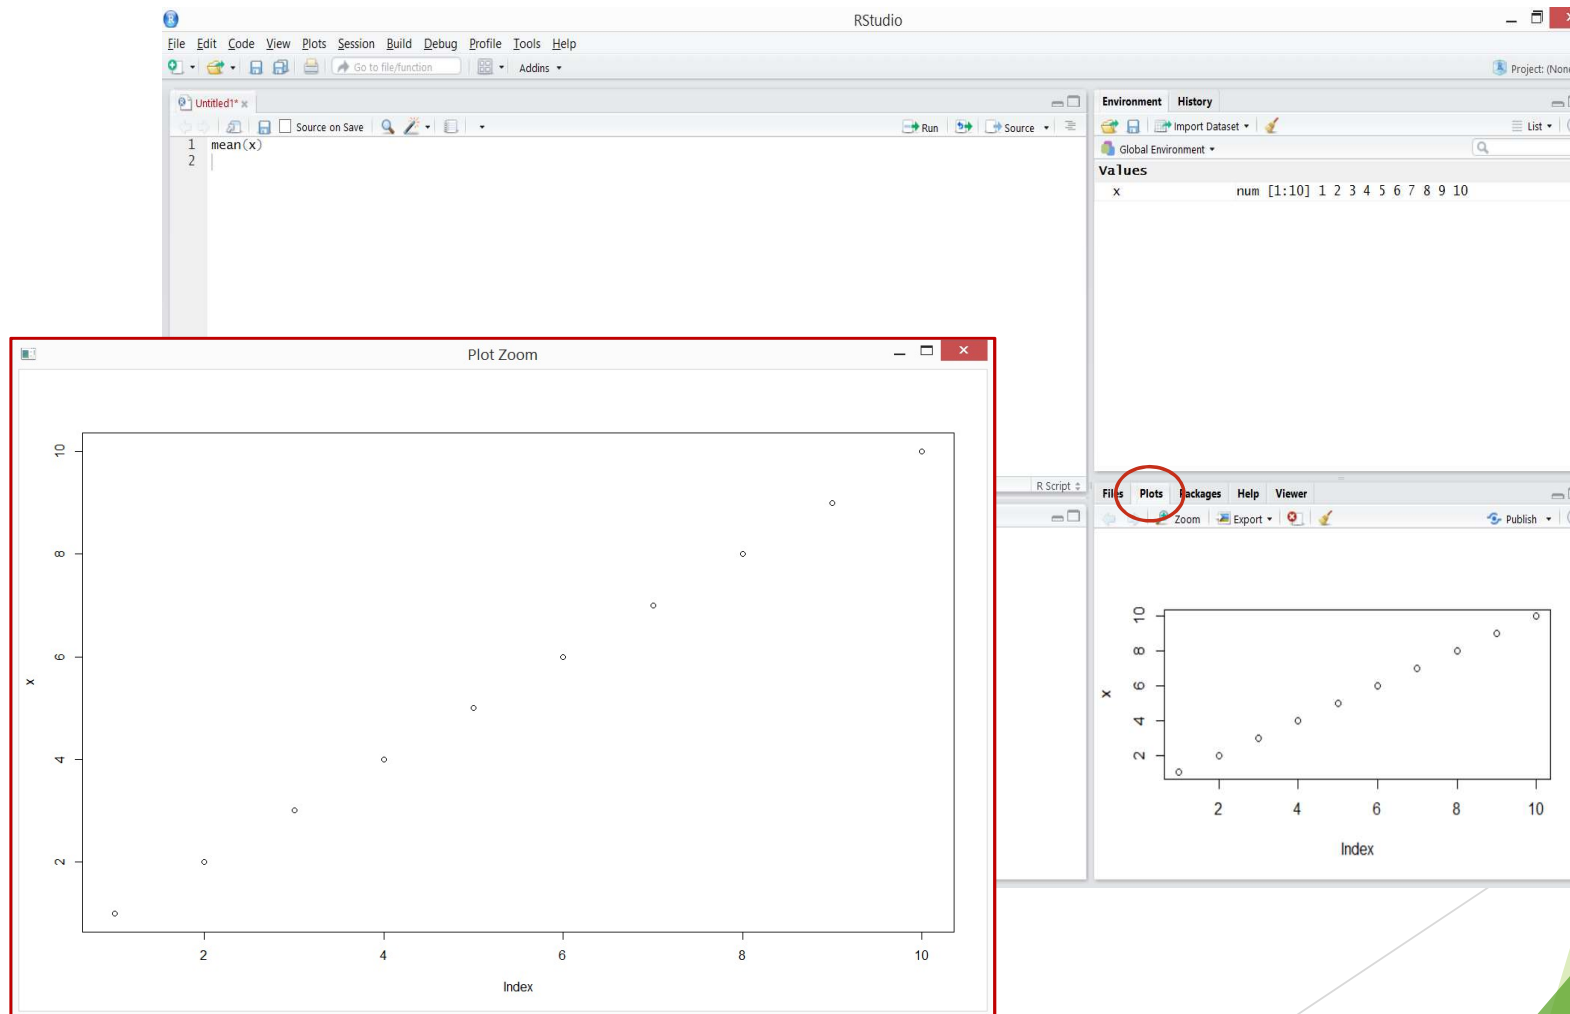 RStudio
File Edit Code View Plots Session Build Debug Profile Tools Help
Go to file/function Addins
Project: (None
Untitled1*
Source on Save Run Source
1 mean(x)
2
Environment History
Import Dataset List
Global Environment
Values
x num [1:10] 1 2 3 4 5 6 7 8 9 10
R Script
Plot Zoom
10
8
6
4
2
x
2 4 6 8 10
Index
Files Plots Packages Help Viewer
Zoom Export Publish
10
8
6
4
2
x
2 4 6 8 10
Index